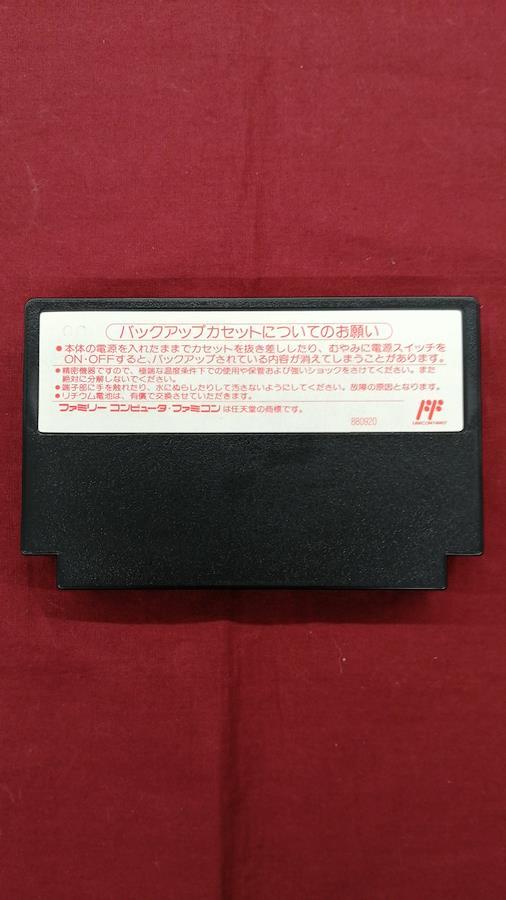 バックアップカセットについてのお願い
●本体の電源を入れたままでカセットを抜き差ししたり、むやみに電源スイッチを
ON・OFFすると、バックアップされている内容が消えてしまうことがあります。
●精密機器ですので、極端な温度条件下での使用や保管および強いショックをさけてください。また
絶対に分解しないでください。
●端子部に手を触れたり、水にぬらしたりして汚さないようにしてください。故障の原因となります。
●リチウム電池は、有償で交換させていただきます。
ファミリー コンピュータ・ファミコンは任天堂の商標です。
880920